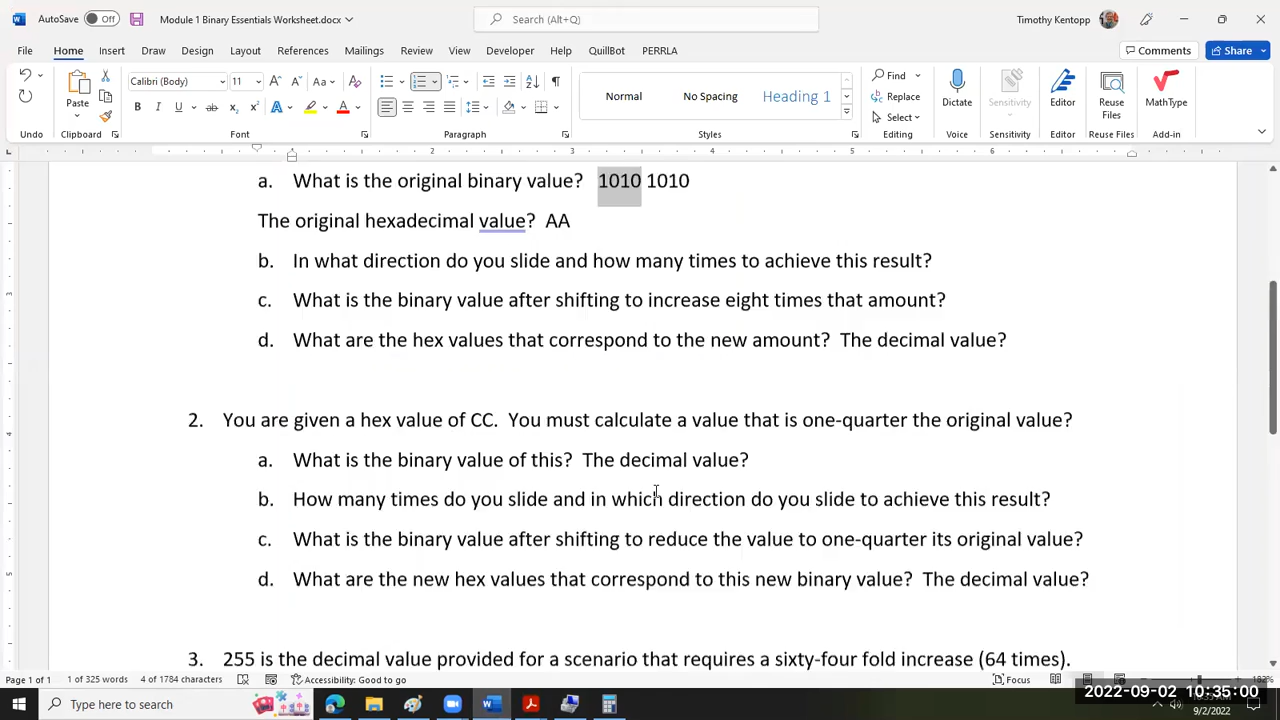 AutoSave Off Module 1 Binary Essentials Worksheet.docx Search (Alt+Q) Timothy Kentopp
File Home Insert Draw Design Layout References Mailings Review View Developer Help QuillBot PERRLA Comments Share
Calibri (Body) 11 Find
Paste Normal No Spacing Heading 1 Replace Dictate Sensitivity Editor Reuse Files MathType
Select
Undo Clipboard Font Paragraph Styles Editing Voice Sensitivity Editor Reuse Files Add-in
2 3 4 5 6
a. What is the original binary value? 1010 1010
The original hexadecimal value? AA
b. In what direction do you slide and how many times to achieve this result?
c. What is the binary value after shifting to increase eight times that amount?
d. What are the hex values that correspond to the new amount? The decimal value?
2. You are given a hex value of CC. You must calculate a value that is one-quarter the original value?
a. What is the binary value of this? The decimal value?
b. How many times do you slide and in which direction do you slide to achieve this result?
c. What is the binary value after shifting to reduce the value to one-quarter its original value?
d. What are the new hex values that correspond to this new binary value? The decimal value?
3. 255 is the decimal value provided for a scenario that requires a sixty-four fold increase (64 times).
Page 1 of 1 1 of 325 words 4 of 1784 characters Accessibility: Good to go Focus
Type here to search 2022-09-02 10:35:00
9/2/2022